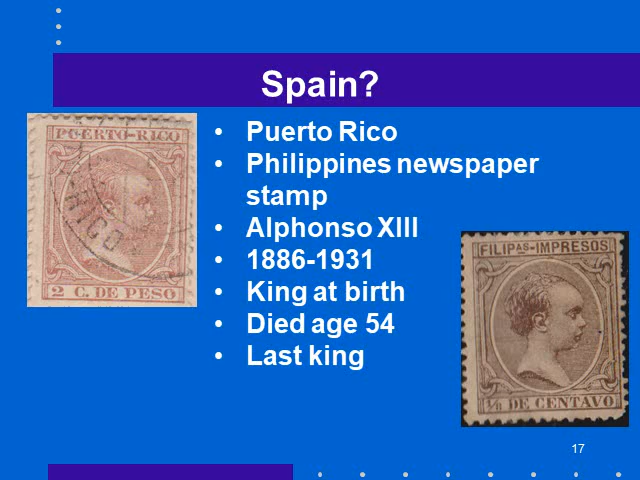 Spain?
PUERTO-RICO
RICO
2 C. DE PESO
• Puerto Rico
• Philippines newspaper
stamp
• Alphonso XIII
• 1886-1931
• King at birth
• Died age 54
• Last king
FILIPAS-IMPRESOS
1/8 DE CENTAVO
17